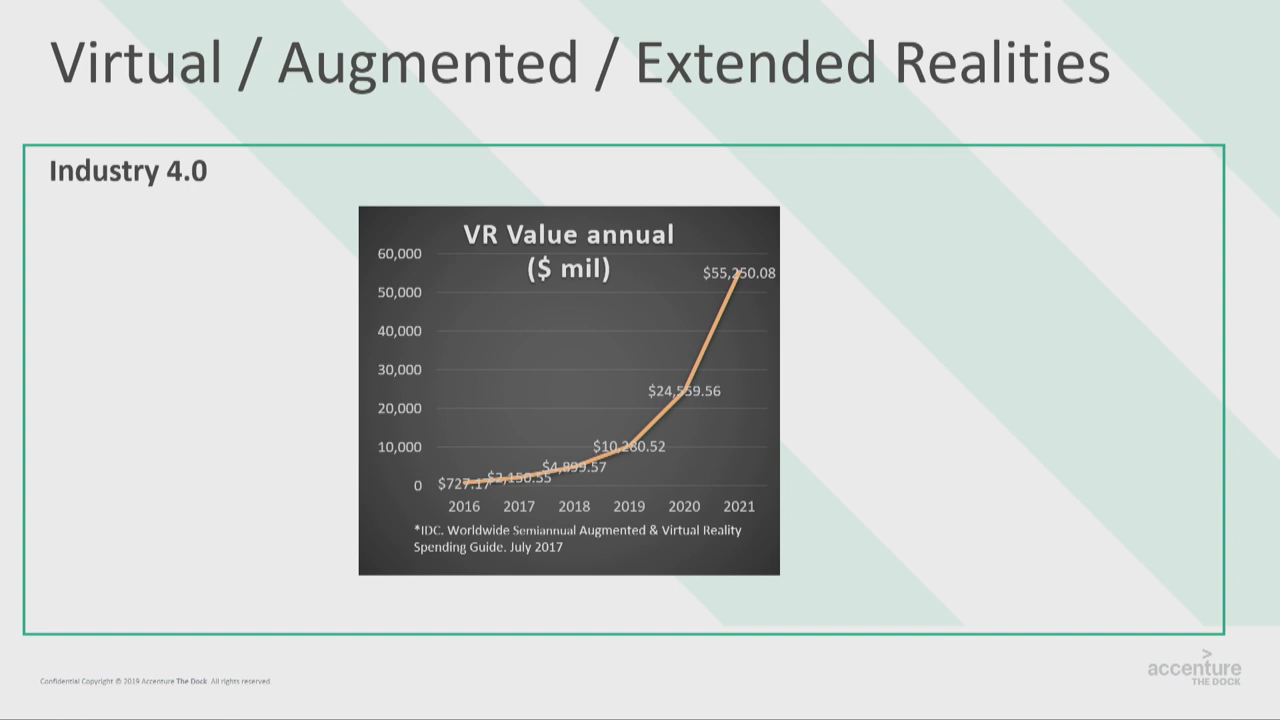 Virtual / Augmented / Extended Realities
Industry 4.0
VR Value annual
($ mil)
60,000
50,000
40,000
30,000
20,000
10,000
0
$727.17
$2,150.55
$4,899.57
$10,280.52
$24,559.56
$55,250.08
2016 2017 2018 2019 2020 2021
*IDC. Worldwide Semiannual Augmented & Virtual Reality
Spending Guide. July 2017
Confidential Copyright © 2019 Accenture The Dock. All rights reserved.
>
accenture
THE DOCK